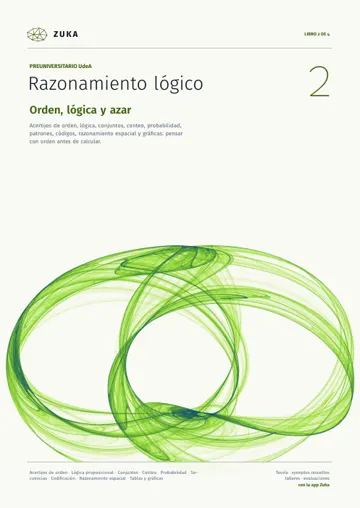 ZUKA
LIBRO 2 DE 4
PREUNIVERSITARIO UdeA
Razonamiento lógico
2
Orden, lógica y azar
Acertijos de orden, lógica, conjuntos, conteo, probabilidad,
patrones, códigos, razonamiento espacial y gráficas: pensar
con orden antes de calcular.
Acertijos de orden · Lógica proposicional · Conjuntos · Conteo · Probabilidad · Se-
cuencias · Codificación · Razonamiento espacial · Tablas y gráficas
Teoría · ejemplos resueltos
talleres · evaluaciones
con la app Zuka